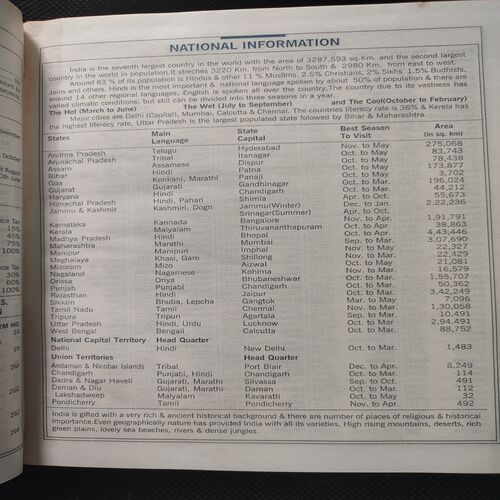 NATIONAL INFORMATION
India is the seventh largest country in the world with the area of 3287,593 sq.Km. and the second largest
country in the world in population.It streches 3220 Km. from North to South & 2980 Km. from east to west.
Around 83 % of its population is Hindus & other 11 % Muslims, 2.5% Christians, 2% Sikhs 1.5% Budhists,
Jains and others. Hindi is the most important & national language spoken by about 50% of population & there are
around 14 other regional languages, English is spoken all over the country. The country due to its vastness has
varied climatic conditions, but still can be divided into three seasons in a year.
The Hot (March to June) The Wet (July to September) and The Cool(October to February)
Major cities are Delhi (Capital), Mumbai, Calcutta & Chennai. The countries literacy rate is 36% & Kerela has
the highest literacy rate, Uttar Pradesh is the largest populated state folowed by Bihar & Maharashtra.
States Main Language State Capital Best Season To Visit Area (in sq. km)
Andhra Pradesh Telogu Hyderabad Nov. to May 275,068
Arunachal Pradesh Tribal Itanagar Oct. to May 83,743
Assam Assamese Dispur Oct. to May 78,438
Bihar Hindi Patna Oct. to Mar. 173,877
Goa Konkani, Marathi Panaji Oct. to May 3,702
Gujarat Gujarati Gandhinagar Oct. to Mar. 196,024
Haryana Hindi Chandigarh Oct. to Mar. 44,212
Himachal Pradesh Hindi, Pahari Shimla Apr. to Oct. 55,673
Jammu & Kashmir Kashmiri, Dogri Jammu(Winter) Dec. to Jan. 2,22,236
Srinagar(Summer) Apr. to Oct.
Karnataka Kannada Bangalore Nov. to Apr. 1,91,791
Kerala Malyalam Thiruvananthapuram Oct. to Mar. 38,863
Madhya Pradesh Hindi Bhopal Oct. to Apr. 4,43,446
Maharashtra Marathi Mumbai Sep. to Mar. 3,07,690
Manipur Manipuri Imphal Nov. to May 22,327
Meghalaya Khasi, Garo Shillong Nov. to Mar. 22,429
Mizoram Mizo Aizwal Oct. to May 21,081
Nagaland Nagamese Kohima Nov. to Mar. 16,579
Orissa Oriya Bhubaneshwar Oct. to Mar. 1,55,707
Punjab Punjabi Chandigarh Oct. to Mar. 50,362
Rajasthan Hindi Jaipur Oct. to Mar. 3,42,249
Sikkim Bhutia, Lepcha Gangtok Mar. to May 7,096
Tamil Nadu Tamil Chennai Nov. to Mar. 1,30,058
Tripura Tripuri Agartala Sep. to Mar. 10,491
Uttar Pradesh Hindi, Urdu Lucknow Oct. to Mar. 2,94,491
West Bengal Bengali Calcutta Oct. to Mar. 88,752
National Capital Territory Head Quarter
Delhi Hindi New Delhi Oct. to Mar. 1,483
Union Territories Head Quarter
Andaman & Nicobar Islands Tribal Port Blair Dec. to Apr. 8,249
Chandigarh Punjabi, Hindi Chandigarh Oct. to Mar. 114
Dadra & Nagar Haveli Gujarati, Marathi Silvassa Sep. to Oct. 491
Daman & Diu Gujarati, Marathi Daman Oct. to Mar. 112
Lakshadweep Malyalam Kavaratti Oct. to May 32
Pondicherry Tamil Pondicherry Nov. to Apr. 492
India is gifted with a very rich & ancient historical background & there are number of places of religious & historical
importance.Even geographically nature has provided India with all its varieties, High rising mountains, deserts, rich
green plains, lovely sea beaches, rivers & dense jungles.